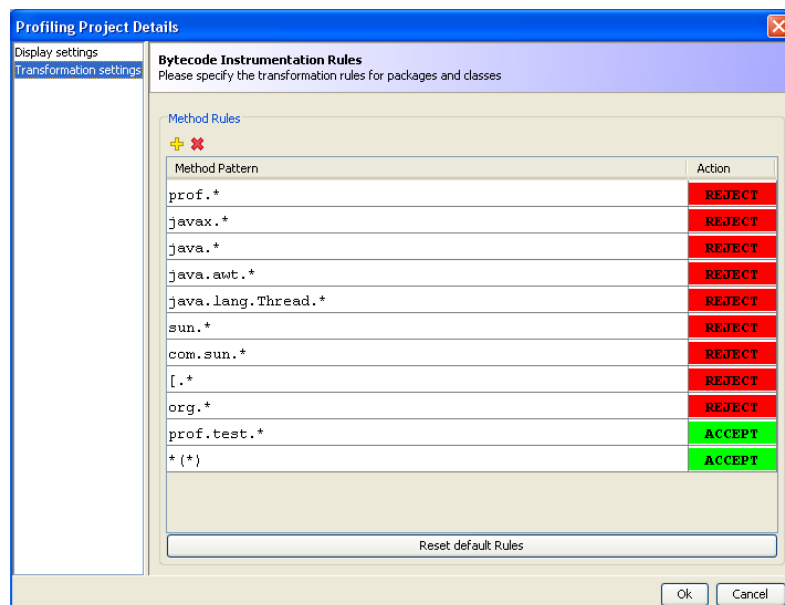 Profiling Project Details
Display settings
Transformation settings
Bytecode Instrumentation Rules
Please specify the transformation rules for packages and classes
Method Rules
Method Pattern Action
prof.* REJECT
javax.* REJECT
java.* REJECT
java.awt.* REJECT
java.lang.Thread.* REJECT
sun.* REJECT
com.sun.* REJECT
[.* REJECT
org.* REJECT
prof.test.* ACCEPT
*(*) ACCEPT
Reset default Rules
Ok Cancel